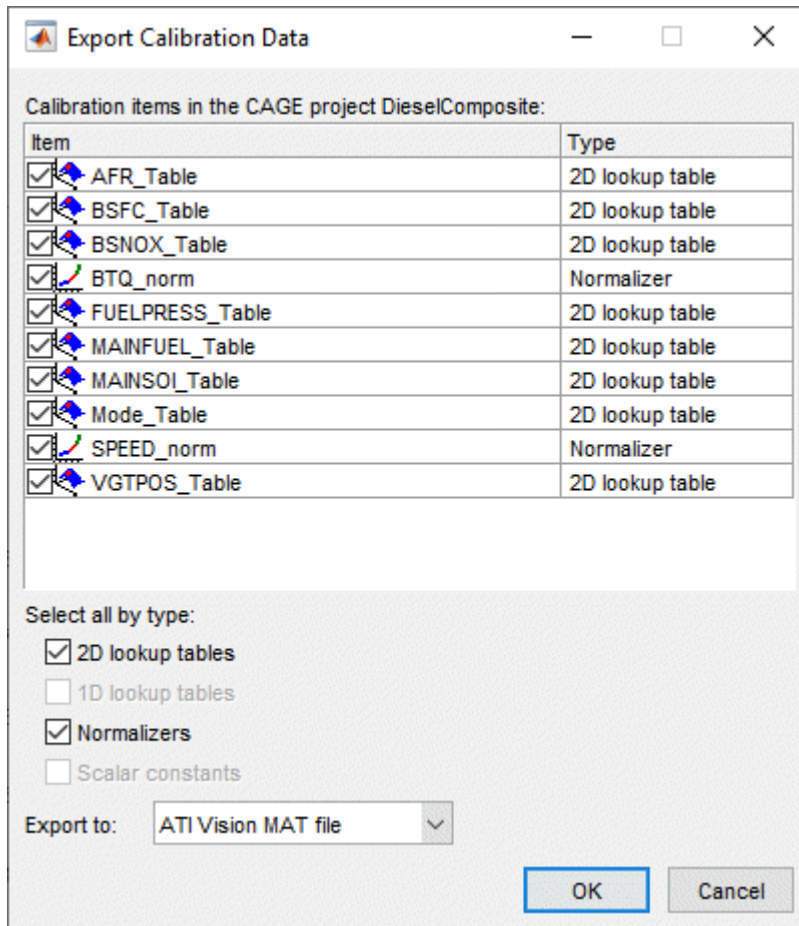 Export Calibration Data
Calibration items in the CAGE project DieselComposite:
Item Type
AFR_Table 2D lookup table
BSFC_Table 2D lookup table
BSNOX_Table 2D lookup table
BTQ_norm Normalizer
FUELPRESS_Table 2D lookup table
MAINFUEL_Table 2D lookup table
MAINSOI_Table 2D lookup table
Mode_Table 2D lookup table
SPEED_norm Normalizer
VGTPOS_Table 2D lookup table
Select all by type:
2D lookup tables
1D lookup tables
Normalizers
Scalar constants
Export to: ATI Vision MAT file
OK Cancel